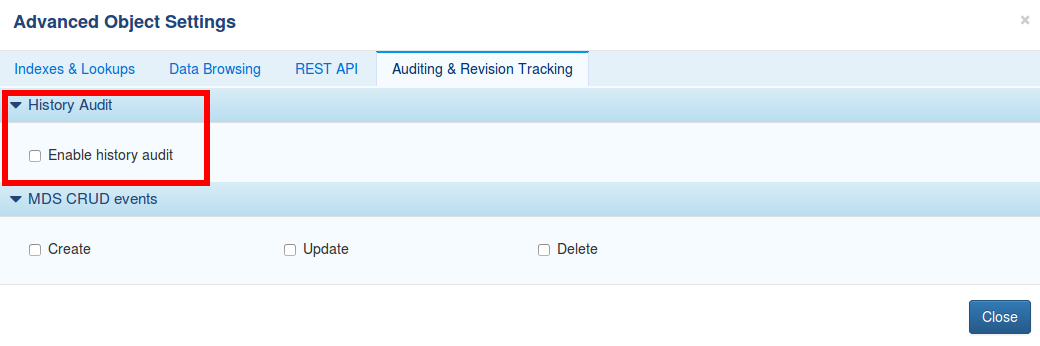 Advanced Object Settings
×
Indexes & Lookups Data Browsing REST API Auditing & Revision Tracking
History Audit
Enable history audit
MDS CRUD events
Create Update Delete
Close